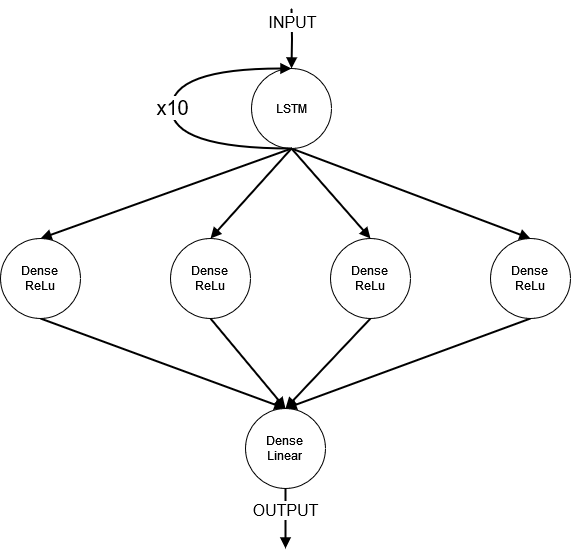 INPUT
x10
LSTM
Dense
ReLu
Dense
ReLu
Dense
ReLu
Dense
ReLu
Dense
Linear
OUTPUT